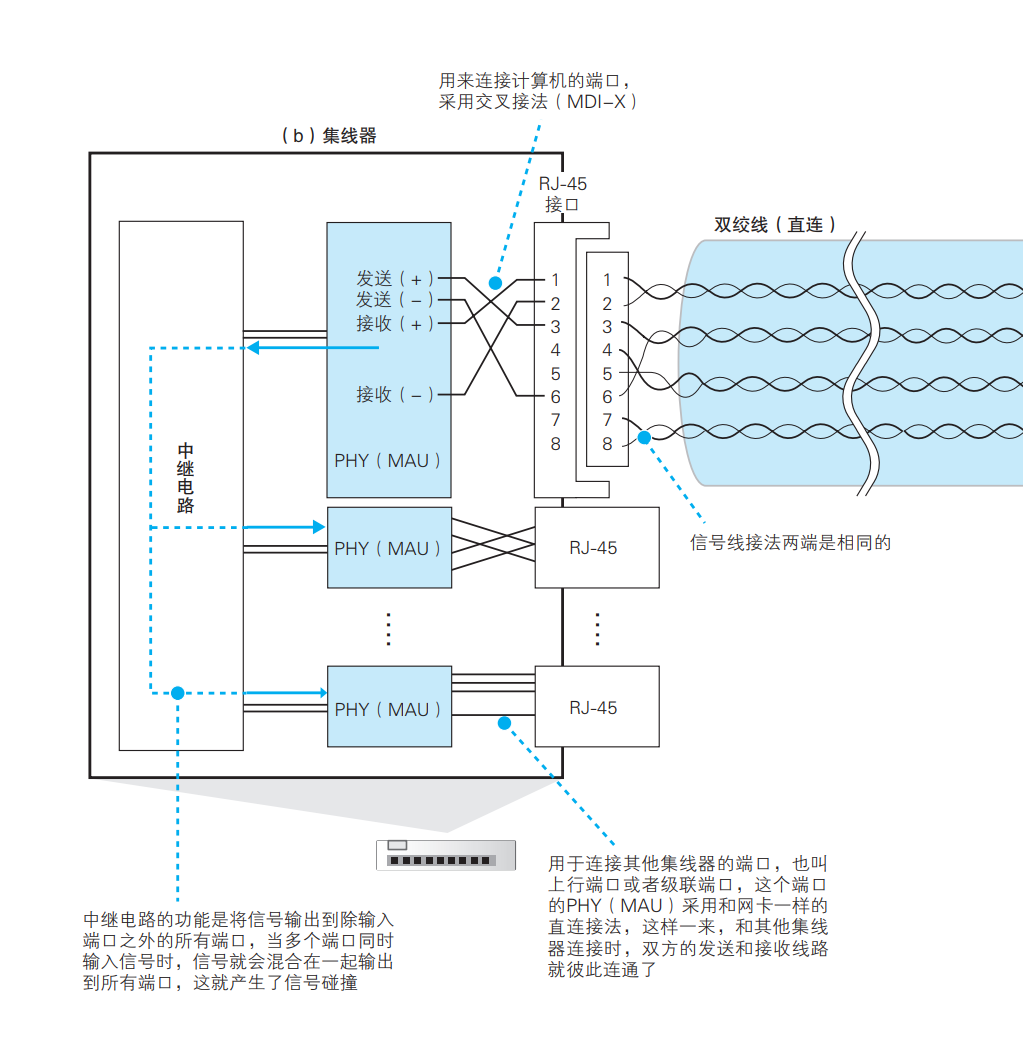 用来连接计算机的端口，
采用交叉接法（MDI-X）
（b）集线器
RJ-45
接口
双绞线（直连）
发送（+）
发送（-）
接收（+）
接收（-）
PHY（MAU）
1
2
3
4
5
6
7
8
1
2
3
4
5
6
7
8
中继电路
信号线接法两端是相同的
PHY（MAU）
RJ-45
PHY（MAU）
RJ-45
用于连接其他集线器的端口，也叫
上行端口或者级联端口，这个端口
的PHY（MAU）采用和网卡一样的
直连接法，这样一来，和其他集线
器连接时，双方的发送和接收线路
就彼此连通了
中继电路的功能是将信号输出到除输入
端口之外的所有端口，当多个端口同时
输入信号时，信号就会混合在一起输出
到所有端口，这就产生了信号碰撞